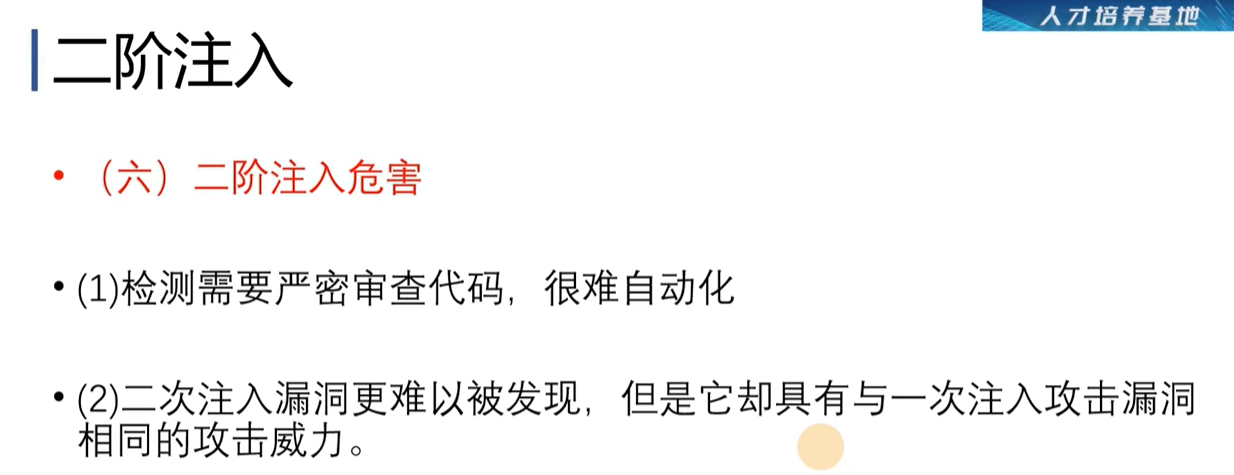 人才培养基地
二阶注入
• （六）二阶注入危害
• (1)检测需要严密审查代码，很难自动化
• (2)二次注入漏洞更难以被发现，但是它却具有与一次注入攻击漏洞
相同的攻击威力。